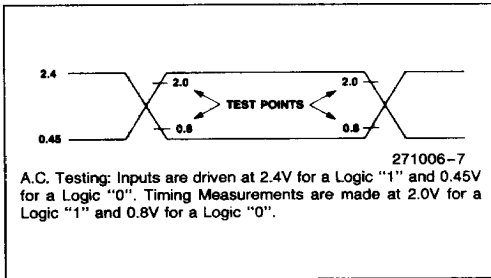 2.4
2.0
2.0
TEST POINTS
0.8
0.8
0.45
271006-7
A.C. Testing: Inputs are driven at 2.4V for a Logic "1" and 0.45V
for a Logic "0". Timing Measurements are made at 2.0V for a
Logic "1" and 0.8V for a Logic "0".